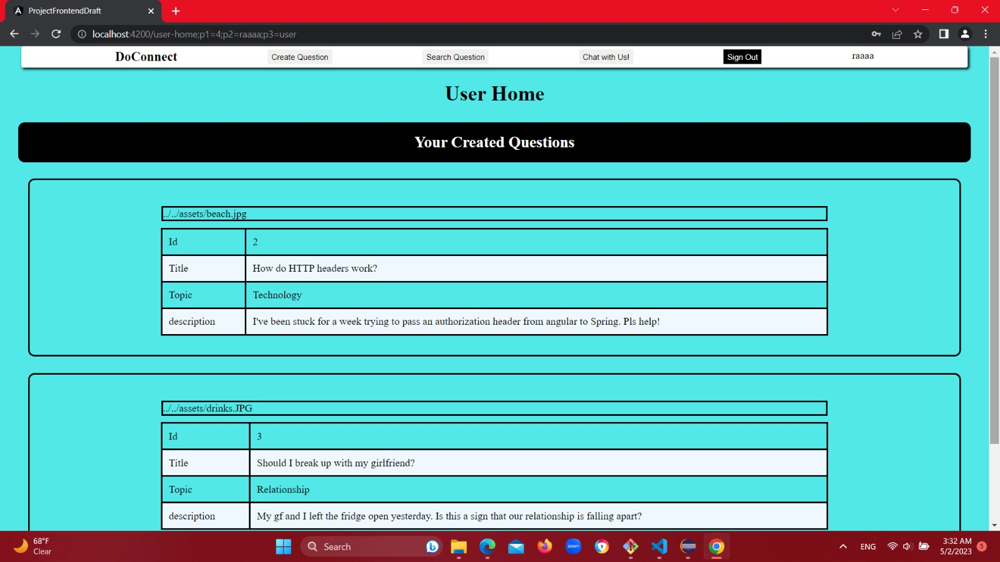 ProjectFrontendDraft
localhost:4200/user-home;p1=4;p2=raaaa;p3=user
DoConnect Create Question Search Question Chat with Us! Sign Out raaaa
User Home
Your Created Questions
../../assets/beach.jpg
Id 2
Title How do HTTP headers work?
Topic Technology
description I've been stuck for a week trying to pass an authorization header from angular to Spring. Pls help!
../../assets/drinks.JPG
Id 3
Title Should I break up with my girlfriend?
Topic Relationship
description My gf and I left the fridge open yesterday. Is this a sign that our relationship is falling apart?
68°F
Clear
Search
zoom
ENG
3:32 AM
5/2/2023
5